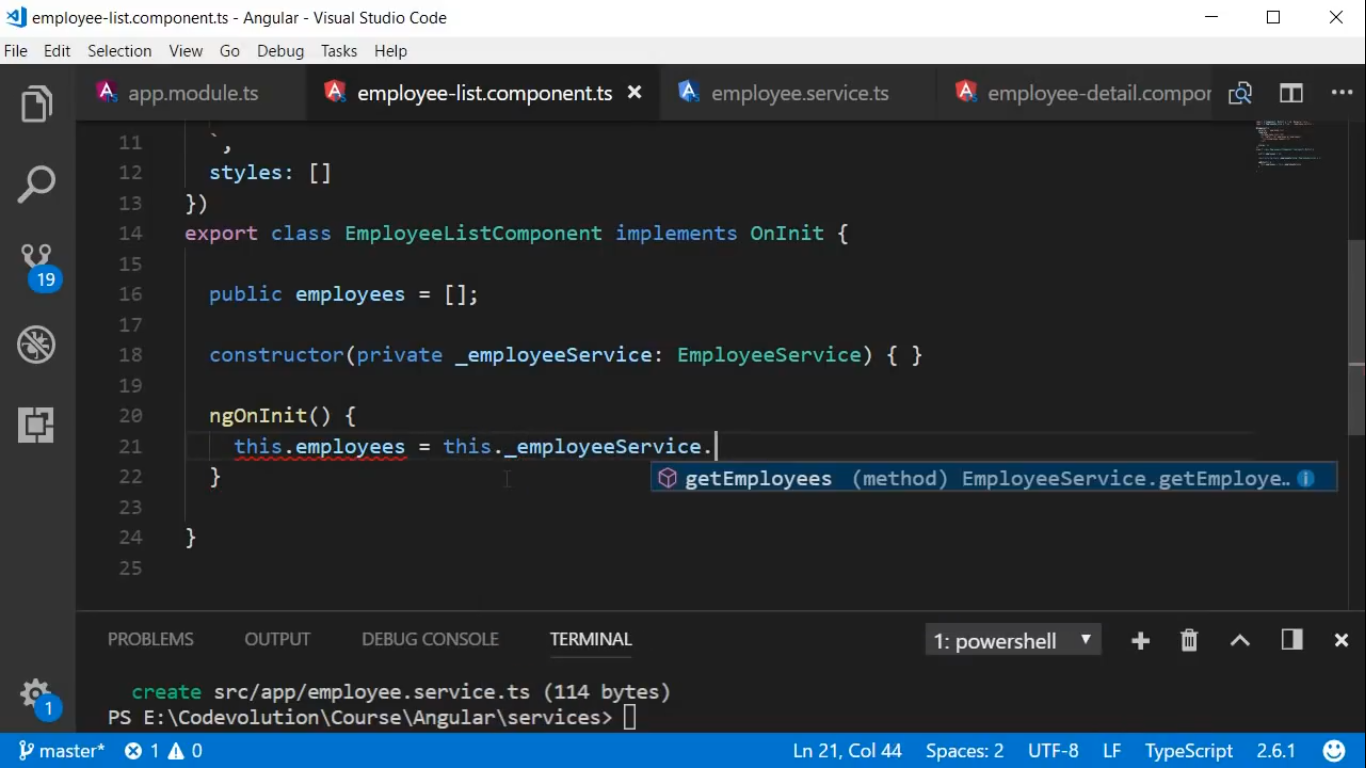 employee-list.component.ts - Angular - Visual Studio Code
File Edit Selection View Go Debug Tasks Help
app.module.ts employee-list.component.ts employee.service.ts employee-detail.compor
11 `,
12 styles: []
13 })
14 export class EmployeeListComponent implements OnInit {
15
16 public employees = [];
17
18 constructor(private _employeeService: EmployeeService) { }
19
20 ngOnInit() {
21 this.employees = this._employeeService.
22 }
getEmployees (method) EmployeeService.getEmploye…
23
24 }
25
19
PROBLEMS OUTPUT DEBUG CONSOLE TERMINAL 1: powershell
create src/app/employee.service.ts (114 bytes)
PS E:\Codevolution\Course\Angular\services>
1
master* 1 0 Ln 21, Col 44 Spaces: 2 UTF-8 LF TypeScript 2.6.1